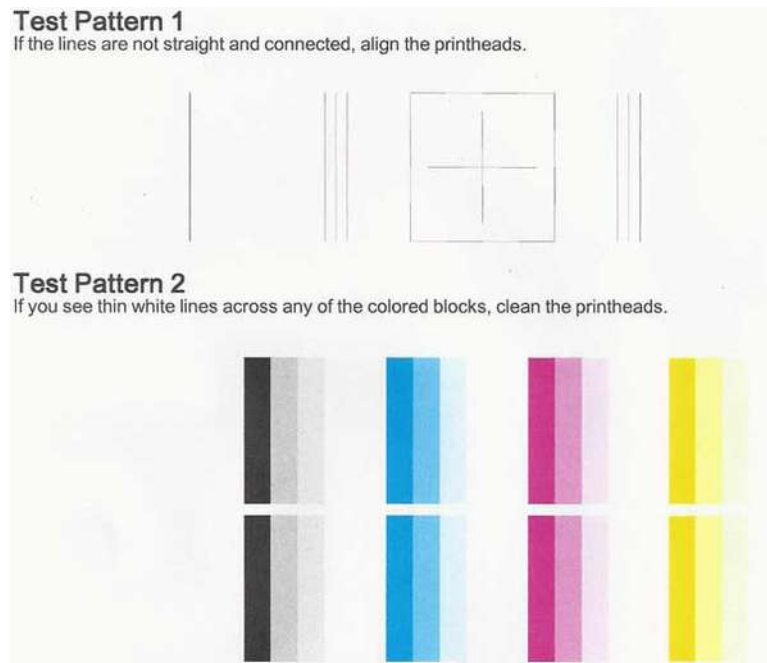 Test Pattern 1
If the lines are not straight and connected, align the printheads.
Test Pattern 2
If you see thin white lines across any of the colored blocks, clean the printheads.